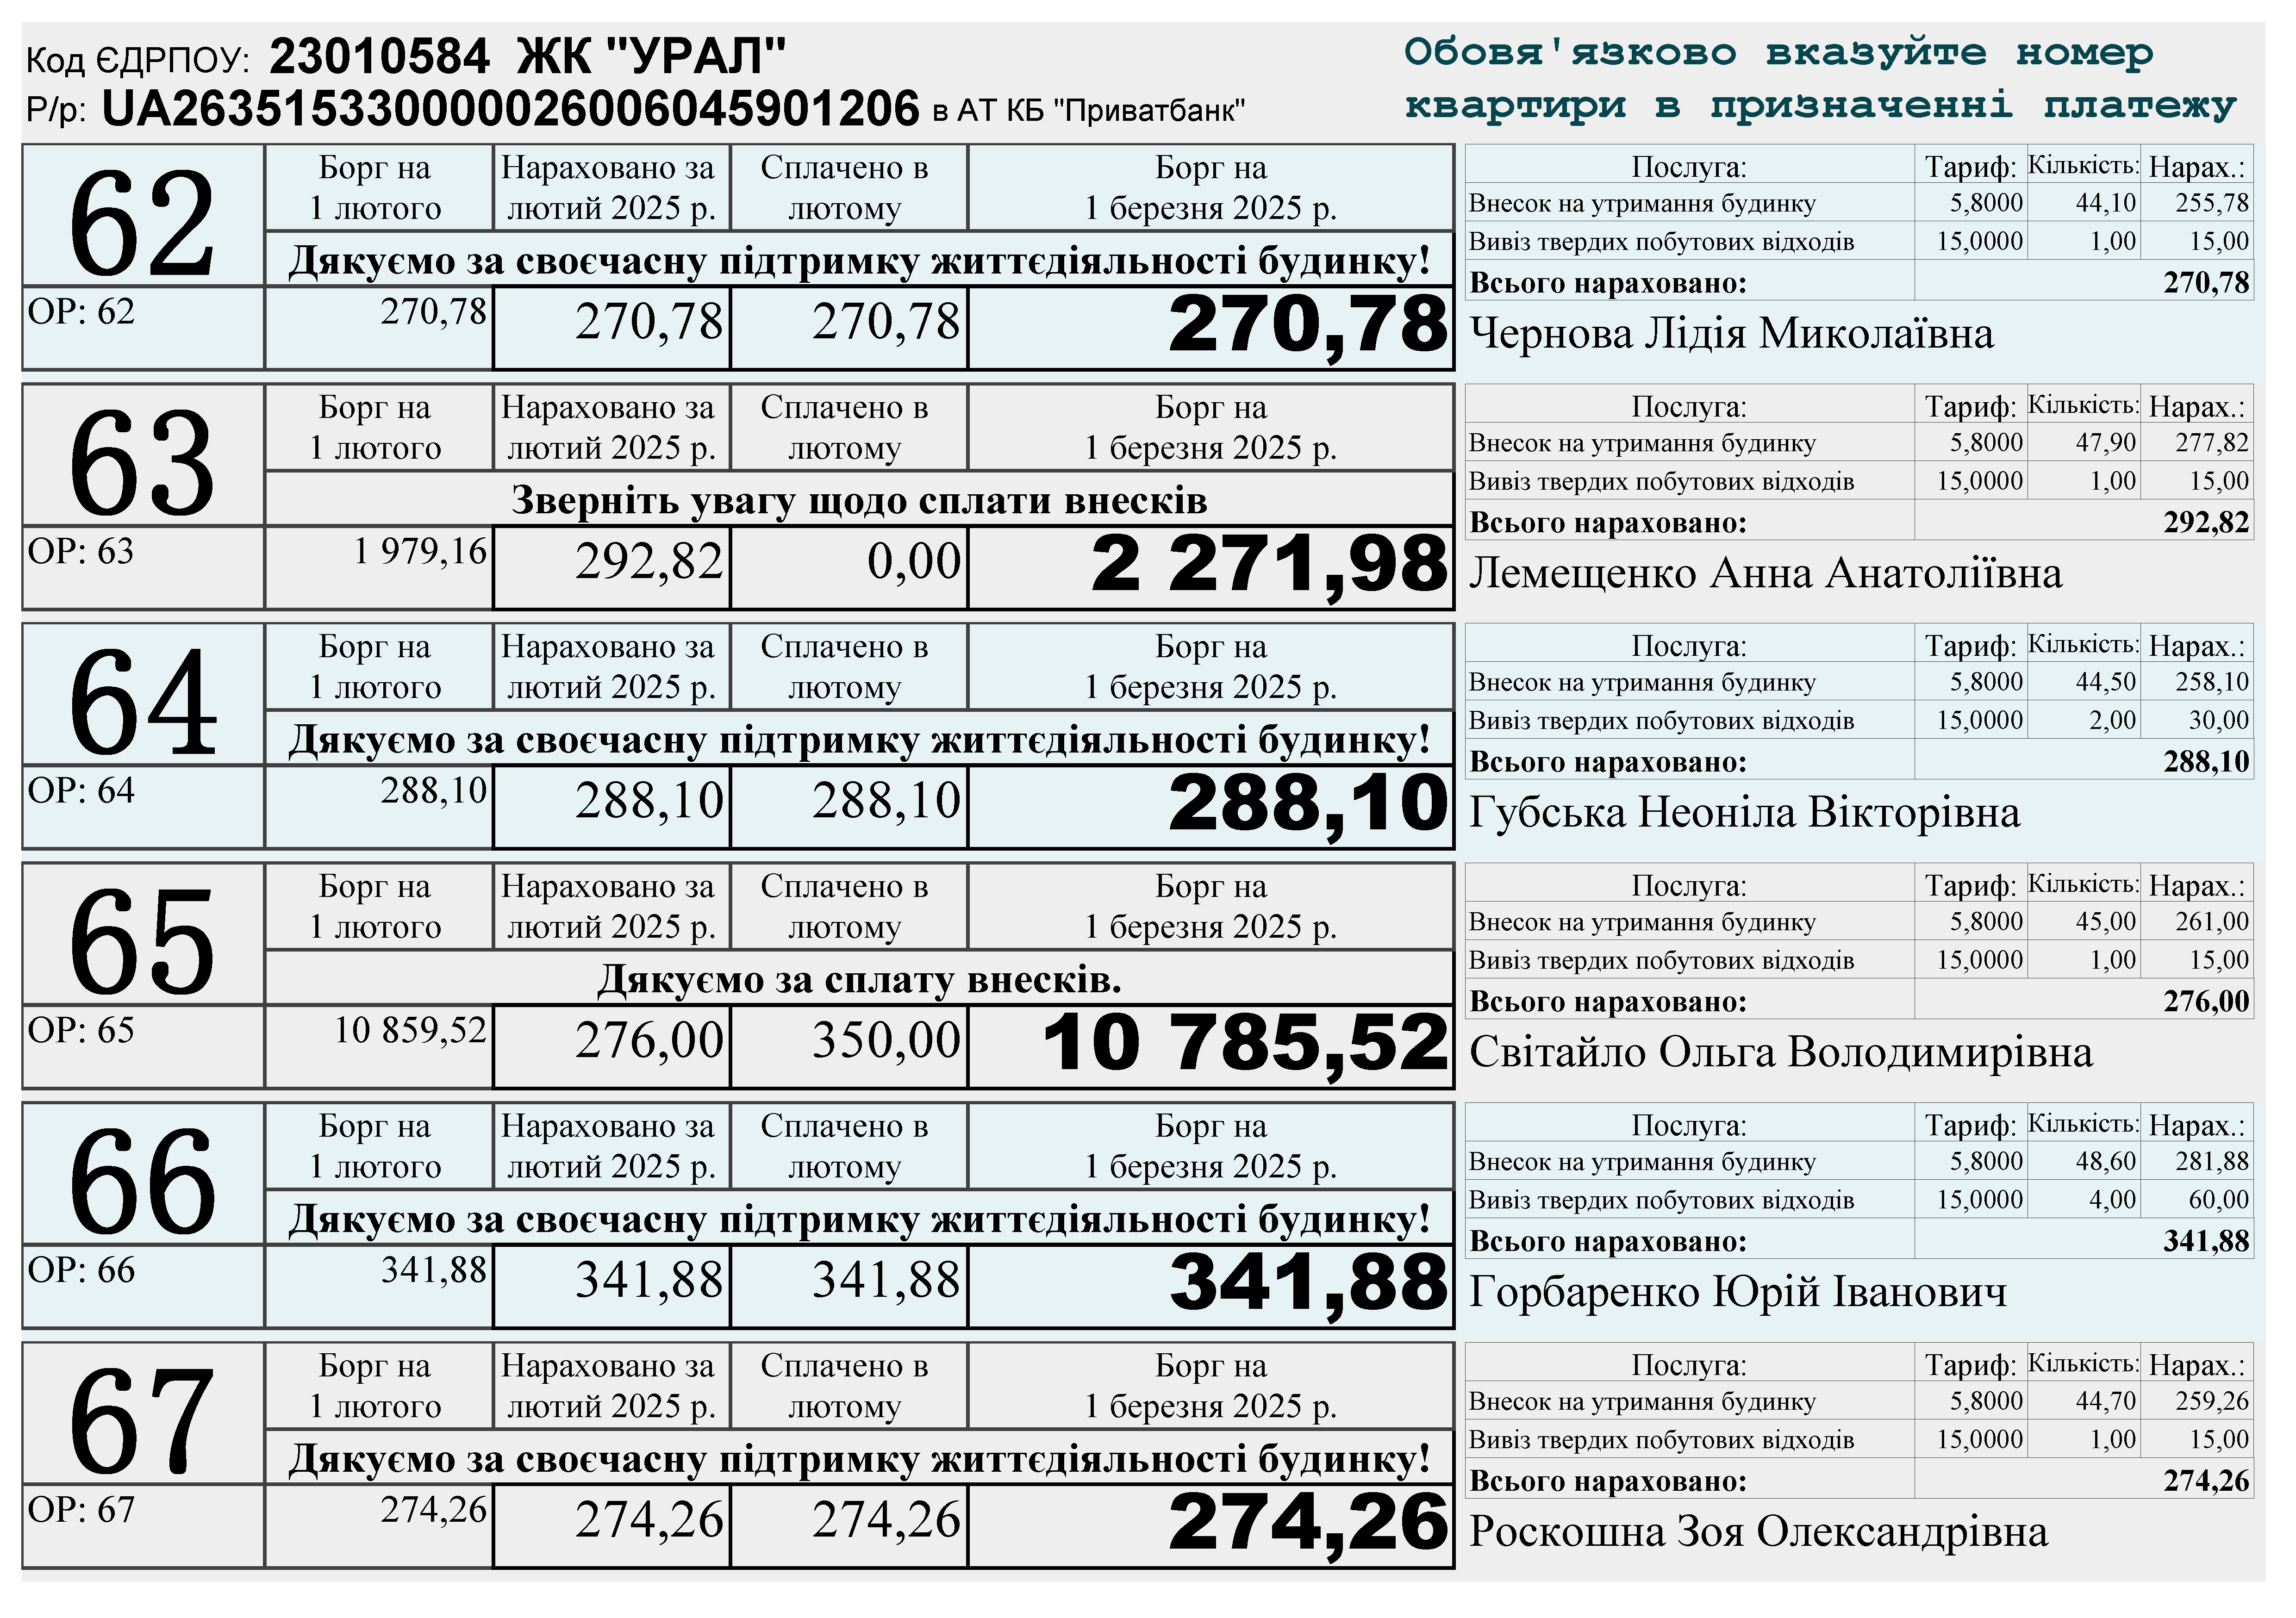 Код ЄДРПОУ: 23010584 ЖК "УРАЛ"
Р/р: UA263515330000026006045901206 в АТ КБ "Приватбанк"
Обовя'язково вказуйте номер
квартири в призначенні платежу
62
Борг на 1 лютого
Нараховано за лютий 2025 р.
Сплачено в лютому
Борг на 1 березня 2025 р.
Дякуємо за своєчасну підтримку життєдіяльності будинку!
ОР: 62 270,78 270,78 270,78 270,78
Послуга: Тариф: Кількість: Нарах.:
Внесок на утримання будинку 5,8000 44,10 255,78
Вивіз твердих побутових відходів 15,0000 1,00 15,00
Всього нараховано: 270,78
Чернова Лідія Миколаївна
63
Борг на 1 лютого
Нараховано за лютий 2025 р.
Сплачено в лютому
Борг на 1 березня 2025 р.
Зверніть увагу щодо сплати внесків
ОР: 63 1 979,16 292,82 0,00 2 271,98
Послуга: Тариф: Кількість: Нарах.:
Внесок на утримання будинку 5,8000 47,90 277,82
Вивіз твердих побутових відходів 15,0000 1,00 15,00
Всього нараховано: 292,82
Лемещенко Анна Анатоліївна
64
Борг на 1 лютого
Нараховано за лютий 2025 р.
Сплачено в лютому
Борг на 1 березня 2025 р.
Дякуємо за своєчасну підтримку життєдіяльності будинку!
ОР: 64 288,10 288,10 288,10 288,10
Послуга: Тариф: Кількість: Нарах.:
Внесок на утримання будинку 5,8000 44,50 258,10
Вивіз твердих побутових відходів 15,0000 2,00 30,00
Всього нараховано: 288,10
Губська Неоніла Вікторівна
65
Борг на 1 лютого
Нараховано за лютий 2025 р.
Сплачено в лютому
Борг на 1 березня 2025 р.
Дякуємо за сплату внесків.
ОР: 65 10 859,52 276,00 350,00 10 785,52
Послуга: Тариф: Кількість: Нарах.:
Внесок на утримання будинку 5,8000 45,00 261,00
Вивіз твердих побутових відходів 15,0000 1,00 15,00
Всього нараховано: 276,00
Світайло Ольга Володимирівна
66
Борг на 1 лютого
Нараховано за лютий 2025 р.
Сплачено в лютому
Борг на 1 березня 2025 р.
Дякуємо за своєчасну підтримку життєдіяльності будинку!
ОР: 66 341,88 341,88 341,88 341,88
Послуга: Тариф: Кількість: Нарах.:
Внесок на утримання будинку 5,8000 48,60 281,88
Вивіз твердих побутових відходів 15,0000 4,00 60,00
Всього нараховано: 341,88
Горбаренко Юрій Іванович
67
Борг на 1 лютого
Нараховано за лютий 2025 р.
Сплачено в лютому
Борг на 1 березня 2025 р.
Дякуємо за своєчасну підтримку життєдіяльності будинку!
ОР: 67 274,26 274,26 274,26 274,26
Послуга: Тариф: Кількість: Нарах.:
Внесок на утримання будинку 5,8000 44,70 259,26
Вивіз твердих побутових відходів 15,0000 1,00 15,00
Всього нараховано: 274,26
Роскошна Зоя Олександрівна